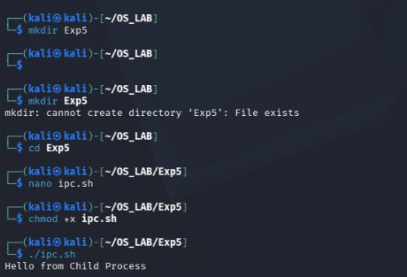 ┌──(kali㉿kali)-[~/OS_LAB]
└─$ mkdir Exp5
┌──(kali㉿kali)-[~/OS_LAB]
└─$
┌──(kali㉿kali)-[~/OS_LAB]
└─$ mkdir Exp5
mkdir: cannot create directory ‘Exp5’: File exists
┌──(kali㉿kali)-[~/OS_LAB]
└─$ cd Exp5
┌──(kali㉿kali)-[~/OS_LAB/Exp5]
└─$ nano ipc.sh
┌──(kali㉿kali)-[~/OS_LAB/Exp5]
└─$ chmod +x ipc.sh
┌──(kali㉿kali)-[~/OS_LAB/Exp5]
└─$ ./ipc.sh
Hello from Child Process